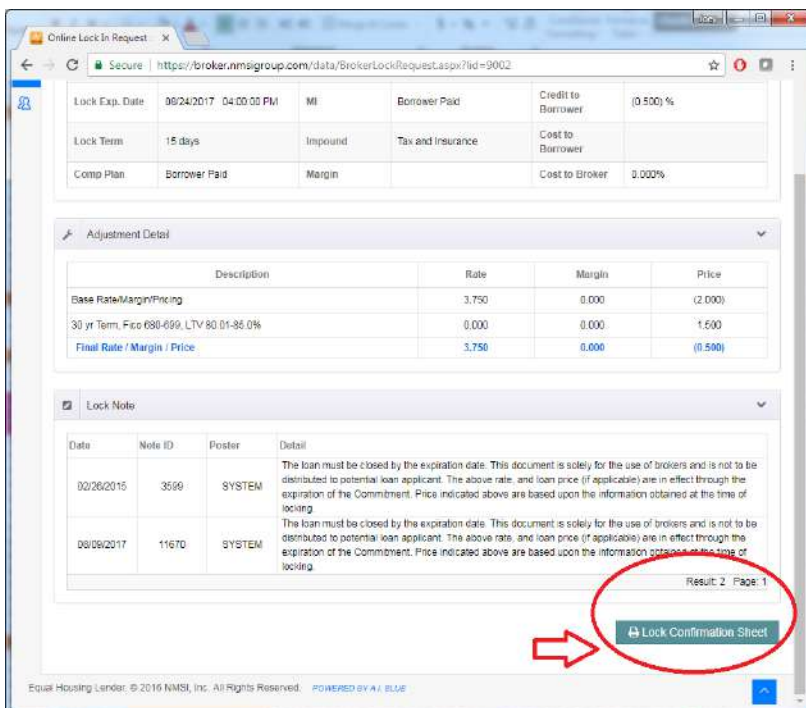 Online Lock In Request
Secure https://broker.nmsigroup.com/data/BrokerLockRequest.aspx?lid=9002
Lock Exp. Date 08/24/2017 04:00:00 PM MI Borrower Paid Credit to Borrower (0.500) %
Lock Term 15 days Impound Tax and Insurance Cost to Borrower
Comp Plan Borrower Paid Margin Cost to Broker 0.000%
Adjustment Detail
Description Rate Margin Price
Base Rate/Margin/Pricing 3.750 0.000 (2.000)
30 yr Term, Fico 680-699, LTV 80.01-85.0% 0.000 0.000 1.500
Final Rate / Margin / Price 3.750 0.000 (0.500)
Lock Note
Date Note ID Poster Detail
The loan must be closed by the expiration date. This document is solely for the use of brokers and is not to be
distributed to potential loan applicant. The above rate, and loan price (if applicable) are in effect through the
02/26/2015 3599 SYSTEM
expiration of the Commitment. Price indicated above are based upon the information obtained at the time of
locking.
The loan must be closed by the expiration date. This document is solely for the use of brokers and is not to be
distributed to potential loan applicant. The above rate, and loan price (if applicable) are in effect through the
11670 SYSTEM
expiration of the Commitment. Price indicated above are based upon the information obtained at the time of
locking.
Result: 2 Page: 1
Lock Confirmation Sheet
Equal Housing Lender. © 2016 NMSI, Inc. All Rights Reserved. POWERED BY A.I. BLUE